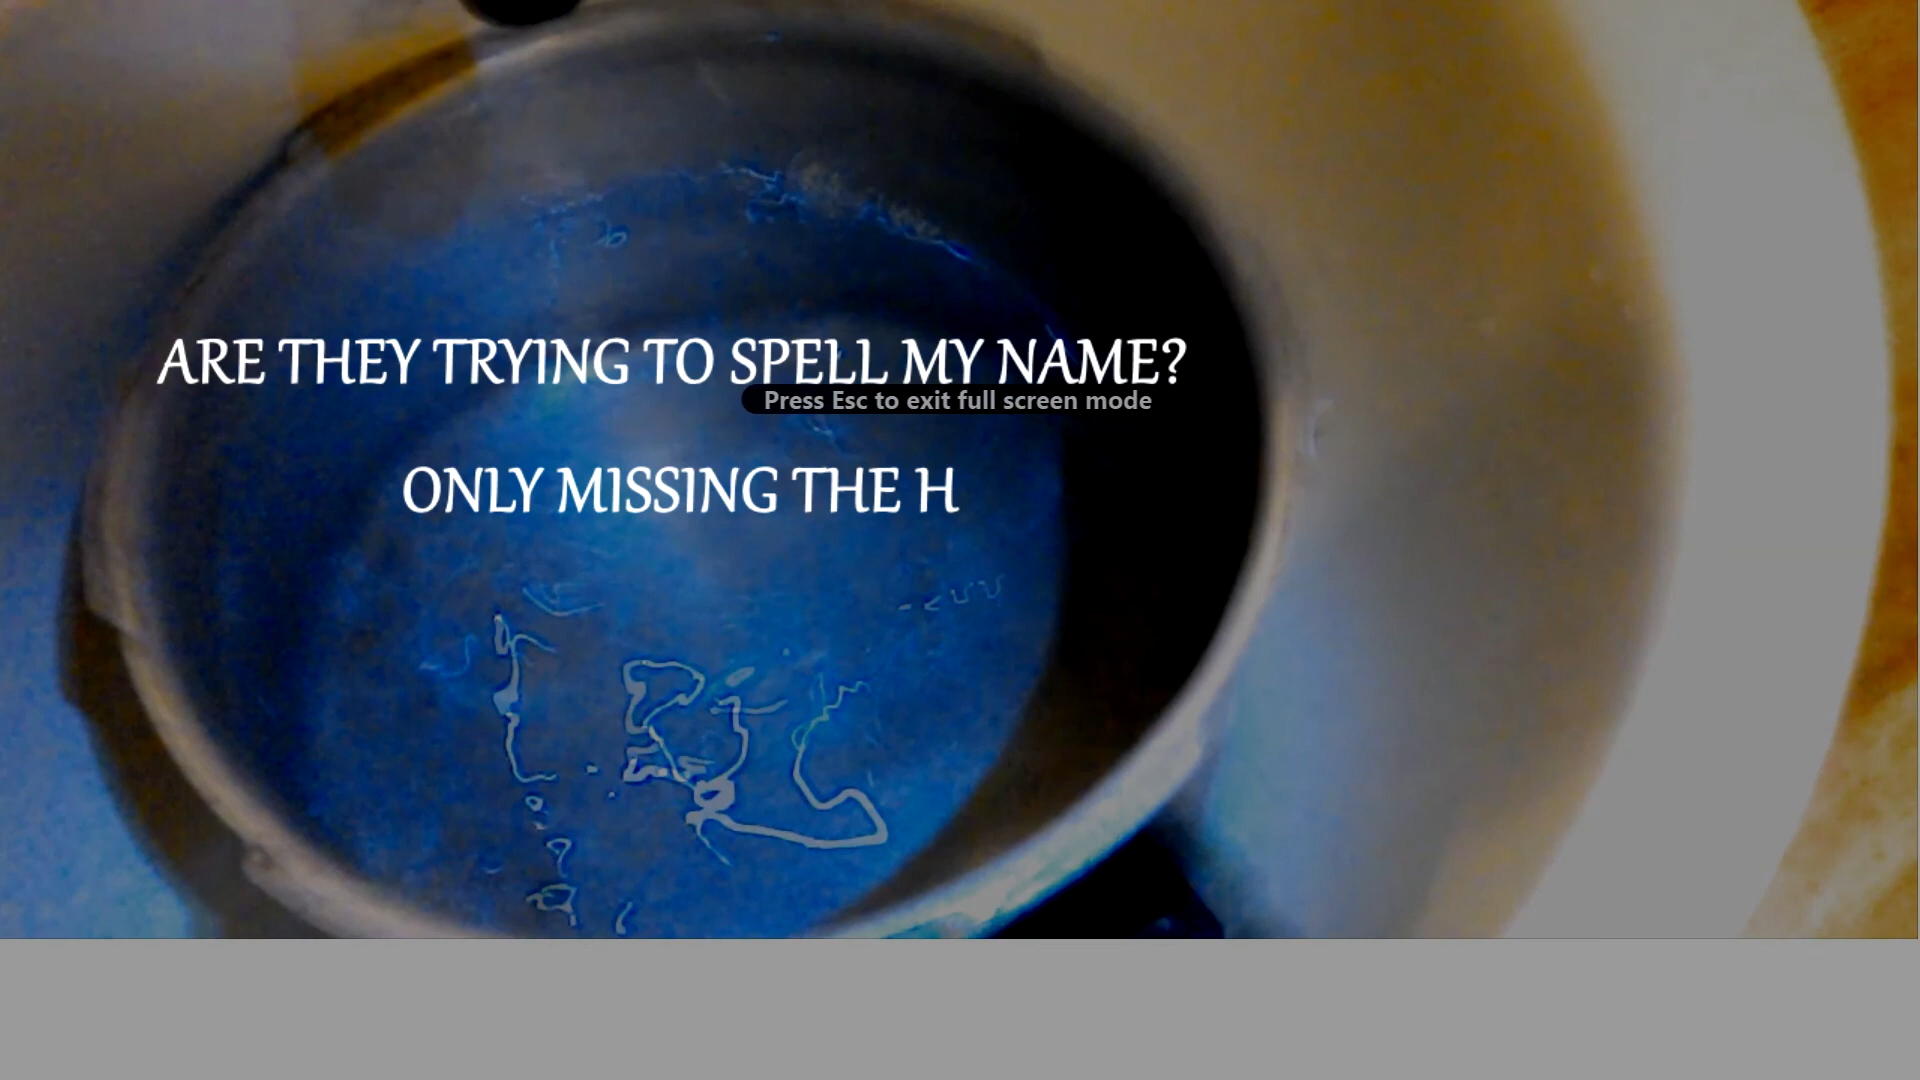 ARE THEY TRYING TO SPELL MY NAME?
Press Esc to exit full screen mode
ONLY MISSING THE H